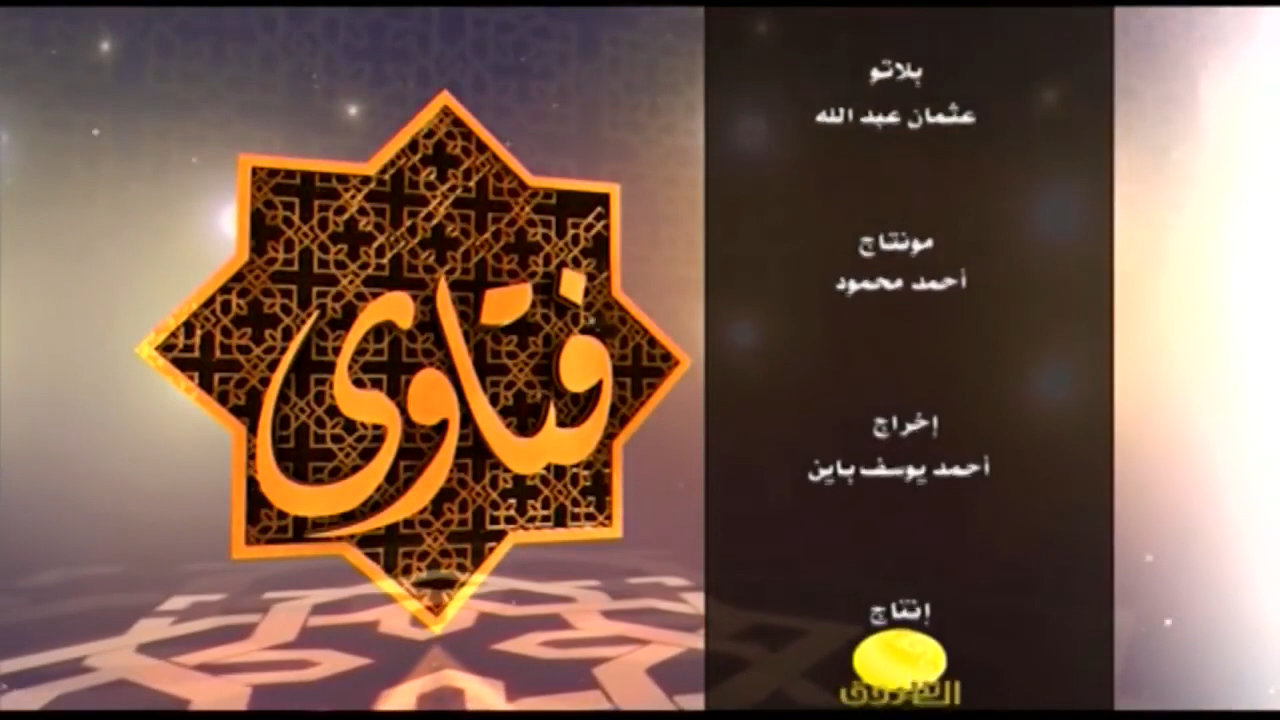 فتاوى
بلاتو
عثمان عبد الله
مونتاج
أحمد محمود
إخراج
أحمد يوسف باين
إنتاج